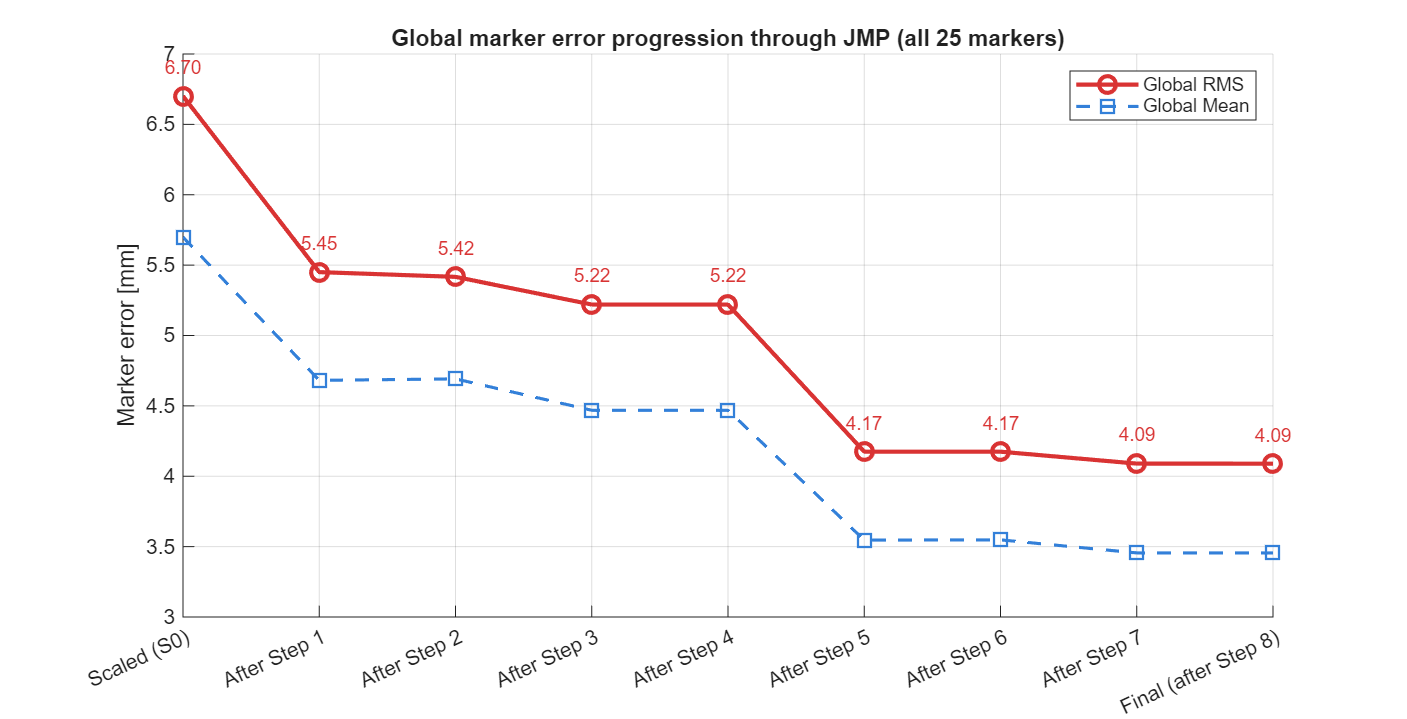 Global marker error progression through JMP (all 25 markers)
7
6.70
Global RMS
Global Mean
6.5
6
5.5
5
4.5
4
3.5
3
Marker error [mm]
5.45
5.42
5.22
5.22
4.17
4.17
4.09
4.09
Scaled (S0)
After Step 1
After Step 2
After Step 3
After Step 4
After Step 5
After Step 6
After Step 7
Final (after Step 8)